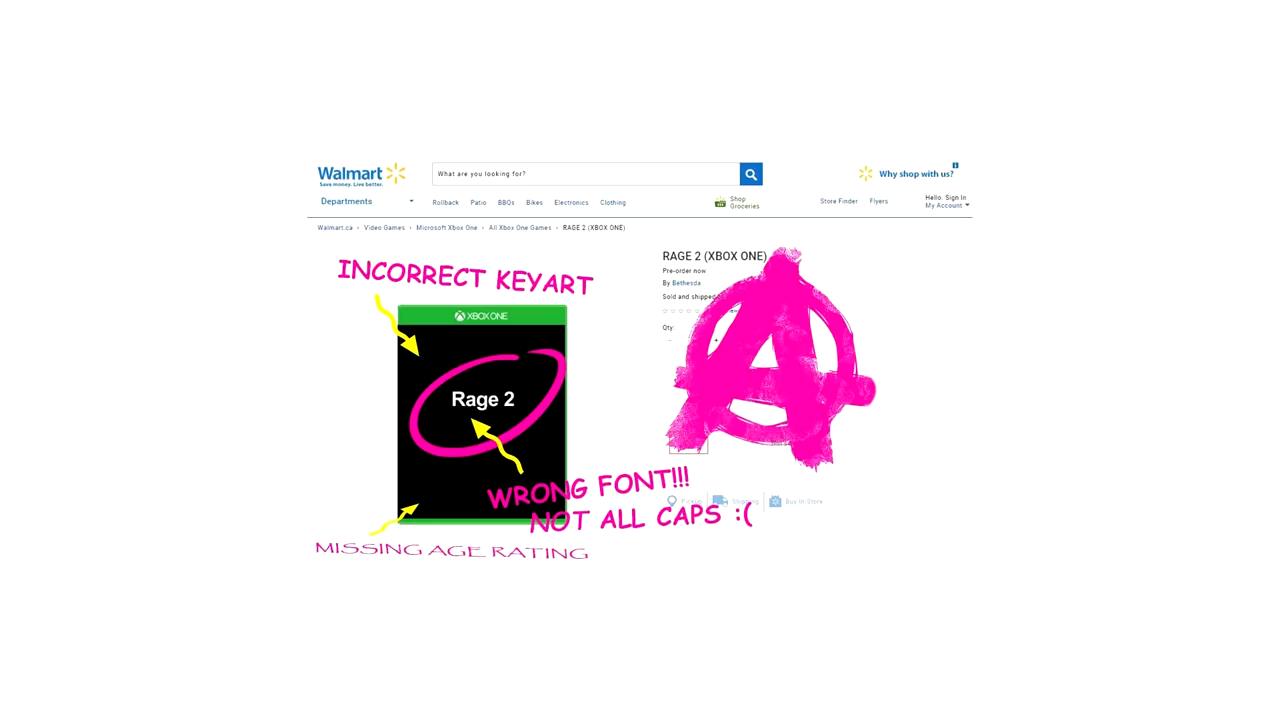 Walmart
Save money. Live better.
What are you looking for?
Why shop with us?
Departments
Rollback Patio BBQs Bikes Electronics Clothing
Shop
Groceries
Store Finder Flyers
Hello. Sign In
My Account
Walmart.ca › Video Games › Microsoft Xbox One › All Xbox One Games › RAGE 2 (XBOX ONE)
INCORRECT KEYART
XBOX ONE
Rage 2
RAGE 2 (XBOX ONE)
Pre-order now
By Bethesda
Sold and shipped
Qty:
- +
WRONG FONT!!!
NOT ALL CAPS :(
Pickup Shipping Buy In-Store
MISSING AGE RATING